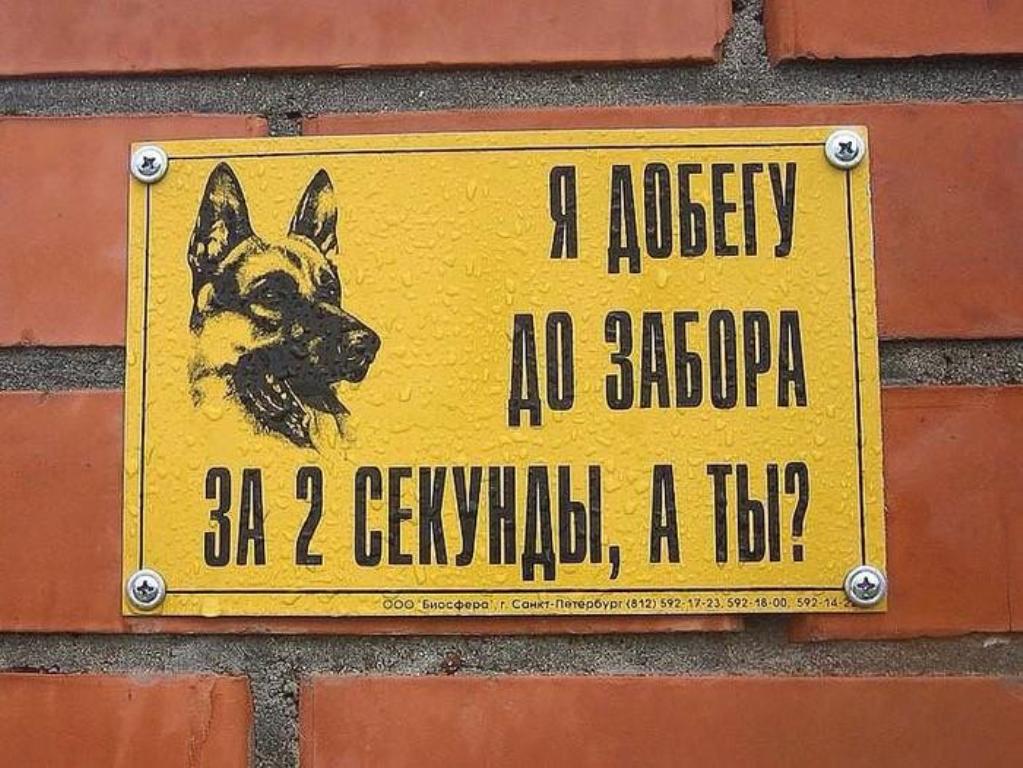 Я ДОБЕГУ
ДО ЗАБОРА
ЗА 2 СЕКУНДЫ, А ТЫ?
ООО "Биосфера", г. Санкт-Петербург (812) 592-17-23, 592-18-00,